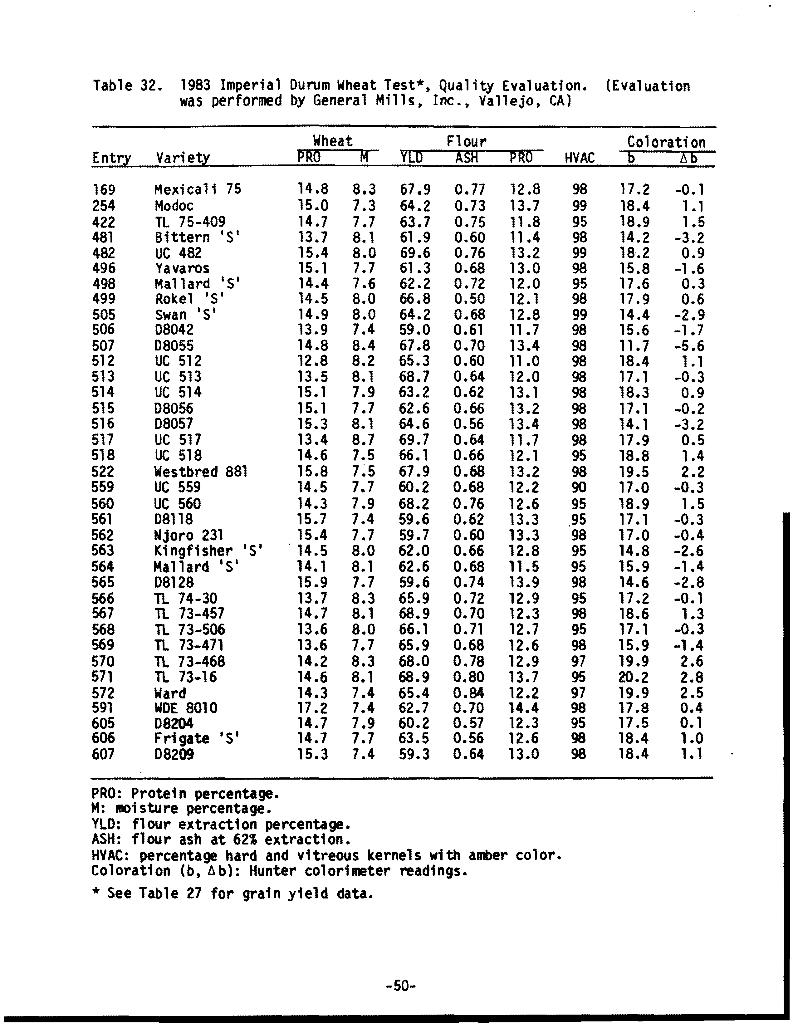 Table 32. 1983 Imperial Durum Wheat Test*, Quality Evaluation. (Evaluation
was performed by General Mills, Inc., Vallejo, CA)
Wheat Flour Coloration
Entry Variety PRO M YLD ASH PRO HVAC b Δb
169 Mexicali 75 14.8 8.3 67.9 0.77 12.8 98 17.2 -0.1
254 Modoc 15.0 7.3 64.2 0.73 13.7 99 18.4 1.1
422 TL 75-409 14.7 7.7 63.7 0.75 11.8 95 18.9 1.5
481 Bittern 'S' 13.7 8.1 61.9 0.60 11.4 98 14.2 -3.2
482 UC 482 15.4 8.0 69.6 0.76 13.2 99 18.2 0.9
496 Yavaros 15.1 7.7 61.3 0.68 13.0 98 15.8 -1.6
498 Mallard 'S' 14.4 7.6 62.2 0.72 12.0 95 17.6 0.3
499 Rokel 'S' 14.5 8.0 66.8 0.50 12.1 98 17.9 0.6
505 Swan 'S' 14.9 8.0 64.2 0.68 12.8 99 14.4 -2.9
506 D8042 13.9 7.4 59.0 0.61 11.7 98 15.6 -1.7
507 D8055 14.8 8.4 67.8 0.70 13.4 98 11.7 -5.6
512 UC 512 12.8 8.2 65.3 0.60 11.0 98 18.4 1.1
513 UC 513 13.5 8.1 68.7 0.64 12.0 98 17.1 -0.3
514 UC 514 15.1 7.9 63.2 0.62 13.1 98 18.3 0.9
515 D8056 15.1 7.7 62.6 0.66 13.2 98 17.1 -0.2
516 D8057 15.3 8.1 64.6 0.56 13.4 98 14.1 -3.2
517 UC 517 13.4 8.7 69.7 0.64 11.7 98 17.9 0.5
518 UC 518 14.6 7.5 66.1 0.66 12.1 95 18.8 1.4
522 Westbred 881 15.8 7.5 67.9 0.68 13.2 98 19.5 2.2
559 UC 559 14.5 7.7 60.2 0.68 12.2 90 17.0 -0.3
560 UC 560 14.3 7.9 68.2 0.76 12.6 95 18.9 1.5
561 D8118 15.7 7.4 59.6 0.62 13.3 95 17.1 -0.3
562 Njoro 231 15.4 7.7 59.7 0.60 13.3 98 17.0 -0.4
563 Kingfisher 'S' 14.5 8.0 62.0 0.66 12.8 95 14.8 -2.6
564 Mallard 'S' 14.1 8.1 62.6 0.68 11.5 95 15.9 -1.4
565 D8128 15.9 7.7 59.6 0.74 13.9 98 14.6 -2.8
566 TL 74-30 13.7 8.3 65.9 0.72 12.9 95 17.2 -0.1
567 TL 73-457 14.7 8.1 68.9 0.70 12.3 98 18.6 1.3
568 TL 73-506 13.6 8.0 66.1 0.71 12.7 95 17.1 -0.3
569 TL 73-471 13.6 7.7 65.9 0.68 12.6 98 15.9 -1.4
570 TL 73-468 14.2 8.3 68.0 0.78 12.9 97 19.9 2.6
571 TL 73-16 14.6 8.1 68.9 0.80 13.7 95 20.2 2.8
572 Ward 14.3 7.4 65.4 0.84 12.2 97 19.9 2.5
591 WDE 8010 17.2 7.4 62.7 0.70 14.4 98 17.8 0.4
605 D8204 14.7 7.9 60.2 0.57 12.3 95 17.5 0.1
606 Frigate 'S' 14.7 7.7 63.5 0.56 12.6 98 18.4 1.0
607 D8209 15.3 7.4 59.3 0.64 13.0 98 18.4 1.1
PRO: Protein percentage.
M: moisture percentage.
YLD: flour extraction percentage.
ASH: flour ash at 62% extraction.
HVAC: percentage hard and vitreous kernels with amber color.
Coloration (b, Δb): Hunter colorimeter readings.
* See Table 27 for grain yield data.
-50-